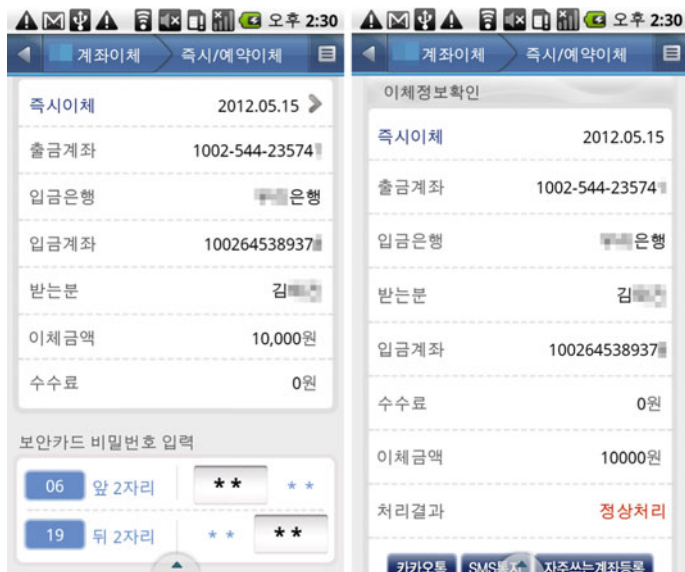 오후 2:30
계좌이체
즉시/예약이체
즉시이체 2012.05.15
출금계좌 1002-544-23574
입금은행 은행
입금계좌 100264538937
받는분 김
이체금액 10,000원
수수료 0원
보안카드 비밀번호 입력
06 앞 2자리 ** **
19 뒤 2자리 ** **
오후 2:30
계좌이체
즉시/예약이체
이체정보확인
즉시이체 2012.05.15
출금계좌 1002-544-23574
입금은행 은행
받는분 김
입금계좌 100264538937
수수료 0원
이체금액 10000원
처리결과 정상처리
카카오톡 SMS통지 자주쓰는계좌등록